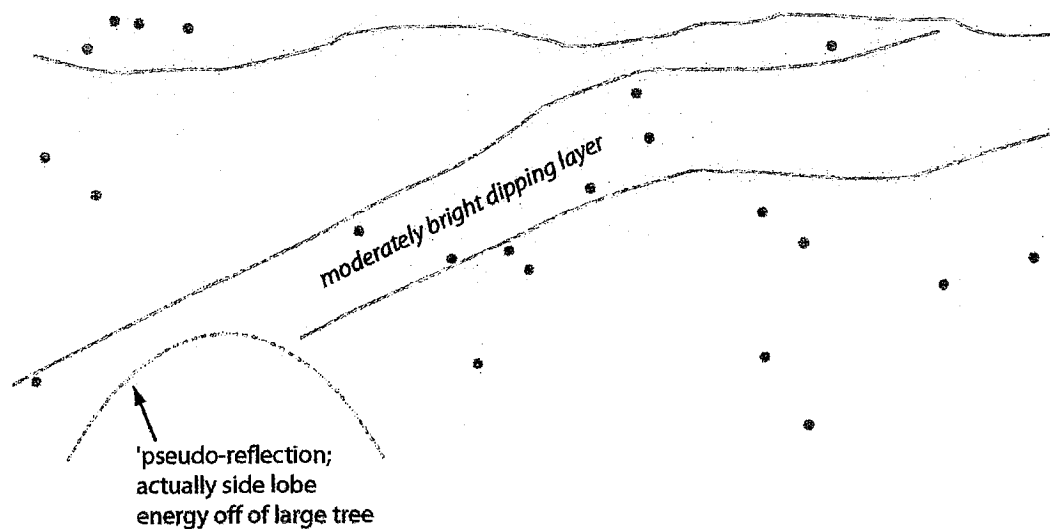 moderately bright dipping layer
'pseudo-reflection;
actually side lobe
energy off of large tree